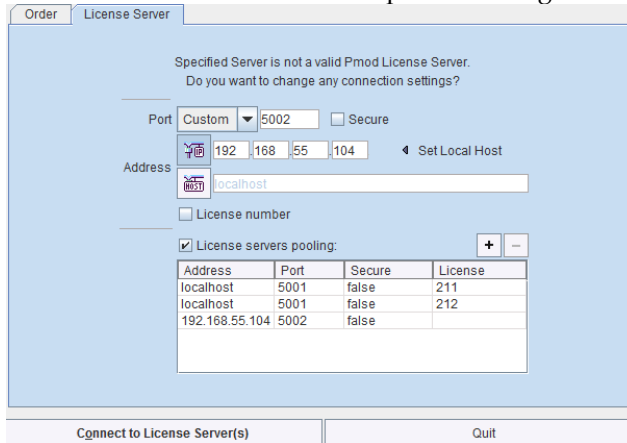 Order License Server
Specified Server is not a valid Pmod License Server.
Do you want to change any connection settings?
Port Custom 5002 Secure
IP 192 .168 .55 .104 Set Local Host
Address
HOST localhost
License number
License servers pooling: + −
Address Port Secure License
localhost 5001 false 211
localhost 5001 false 212
192.168.55.104 5002 false
Connect to License Server(s) Quit